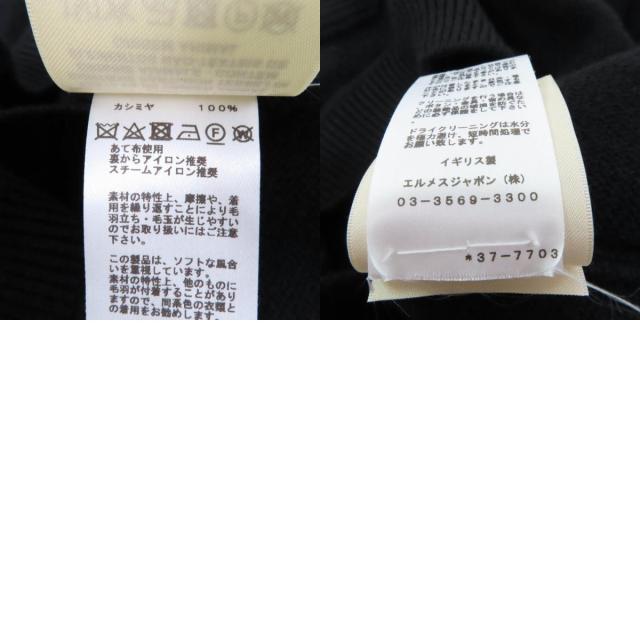 カシミヤ 100%
あて布使用
裏からアイロン推奨
スチームアイロン推奨
素材の特性上、摩擦や、着
用を繰り返すことにより毛
羽立ち・毛玉が生じやすい
のでお取り扱いにはご注意
下さい。
この製品は、ソフトな風合
いを重視しています。
素材の特性上、他のものに
毛羽が付着することがあり
ますので、同系色の衣類と
の着用をお勧めします。
ドライクリーニングは水分
を極力避け、短時間処理で
お願い致します。
イギリス製
エルメスジャポン(株)
03-3569-3300
*37-7703